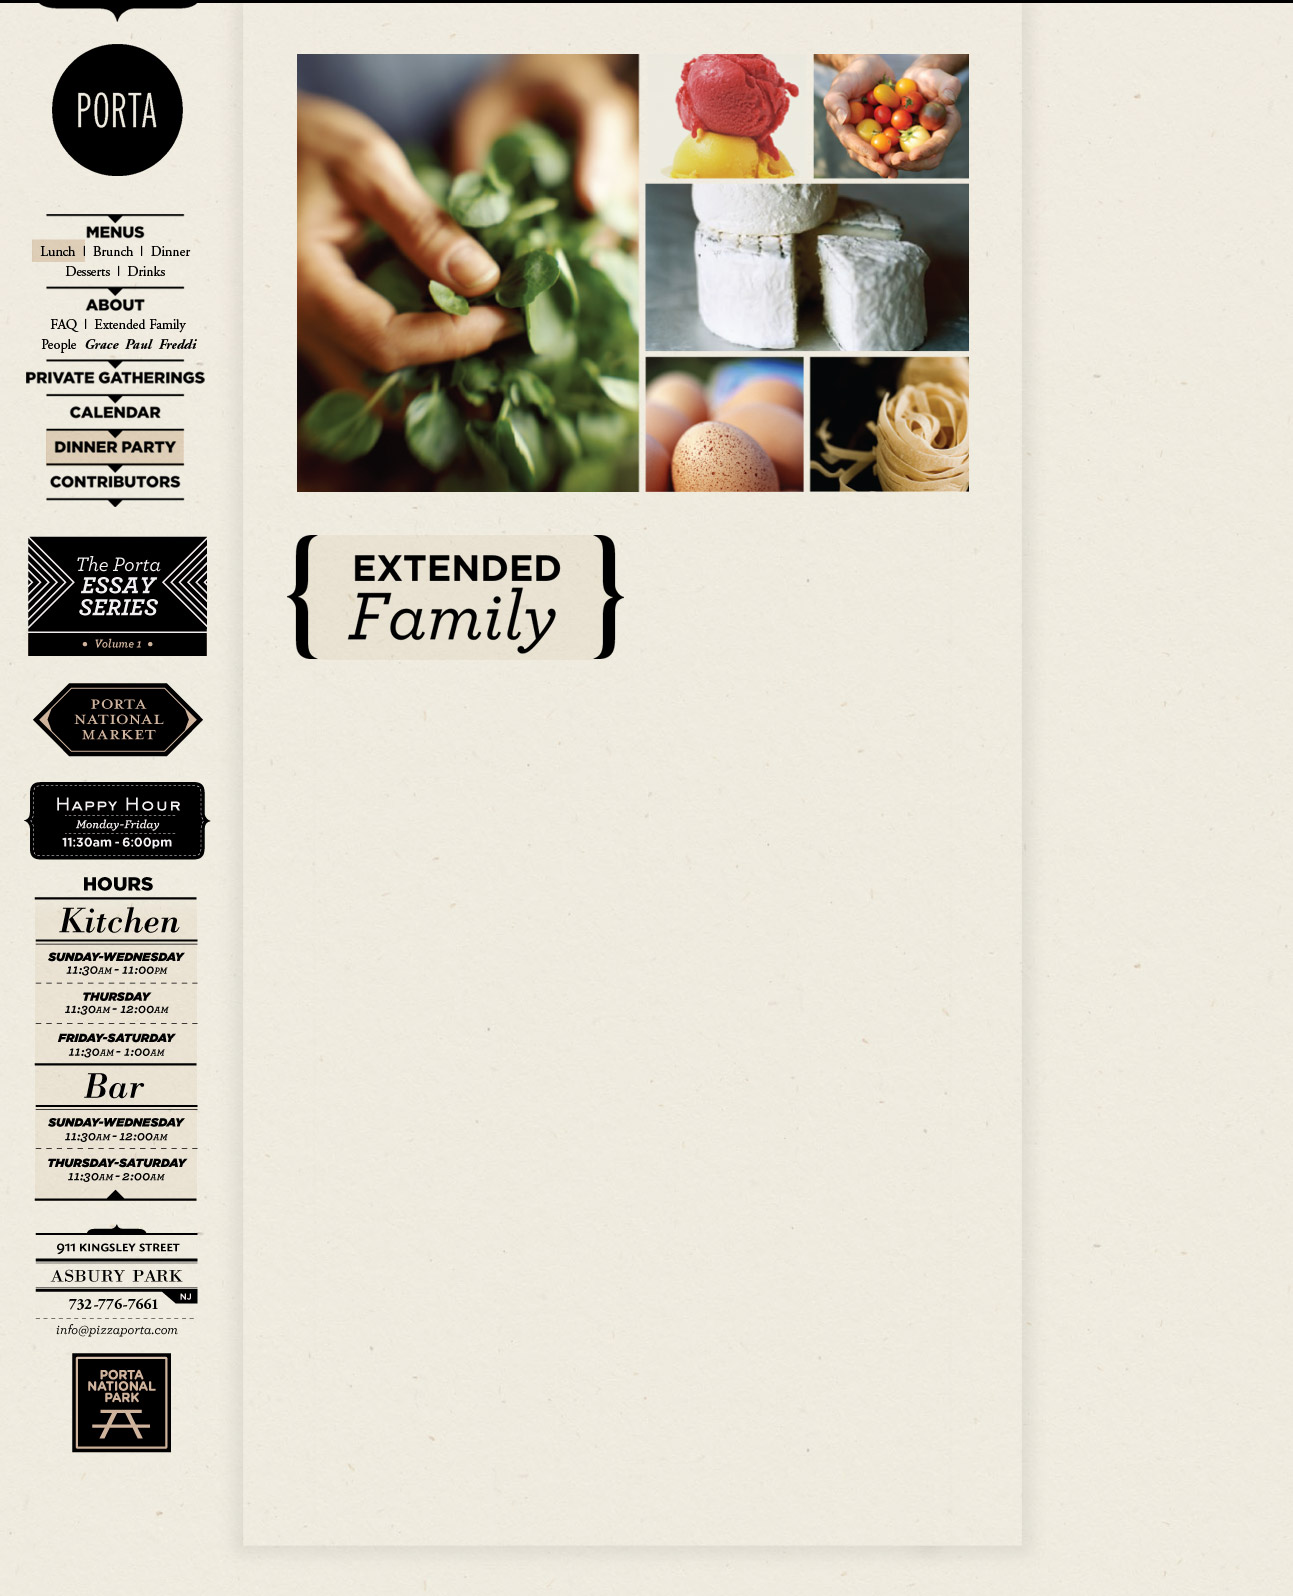 PORTA
MENUS
Lunch | Brunch | Dinner
Desserts | Drinks
ABOUT
FAQ | Extended Family
People Grace Paul Freddi
PRIVATE GATHERINGS
CALENDAR
DINNER PARTY
CONTRIBUTORS
The Porta
ESSAY
SERIES
• Volume 1 •
PORTA
NATIONAL
MARKET
HAPPY HOUR
Monday-Friday
11:30am - 6:00pm
HOURS
Kitchen
SUNDAY-WEDNESDAY
11:30AM - 11:00PM
THURSDAY
11:30AM - 12:00AM
FRIDAY-SATURDAY
11:30AM - 1:00AM
Bar
SUNDAY-WEDNESDAY
11:30AM - 12:00AM
THURSDAY-SATURDAY
11:30AM - 2:00AM
911 KINGSLEY STREET
ASBURY PARK
NJ
732-776-7661
info@pizzaporta.com
PORTA
NATIONAL
PARK
{EXTENDED
Family}